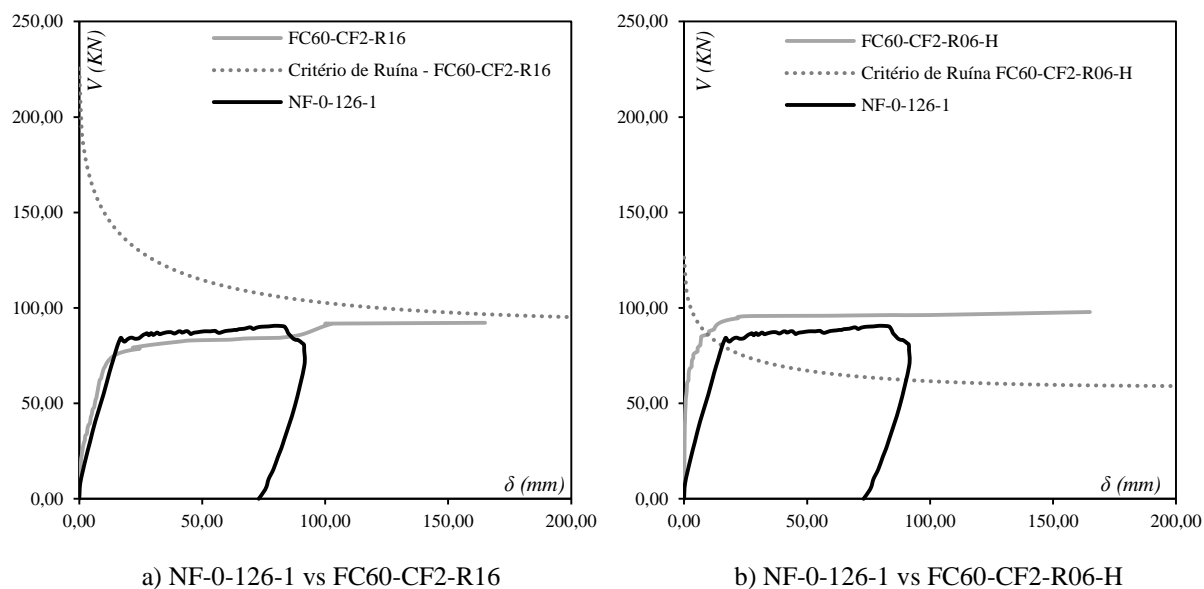 250,00
200,00
150,00
100,00
50,00
0,00
V (KN)
FC60-CF2-R16
Critério de Ruína - FC60-CF2-R16
NF-0-126-1
δ (mm)
0,00 50,00 100,00 150,00 200,00
a) NF-0-126-1 vs FC60-CF2-R16
250,00
200,00
150,00
100,00
50,00
0,00
V (KN)
FC60-CF2-R06-H
Critério de Ruína FC60-CF2-R06-H
NF-0-126-1
δ (mm)
0,00 50,00 100,00 150,00 200,00
b) NF-0-126-1 vs FC60-CF2-R06-H